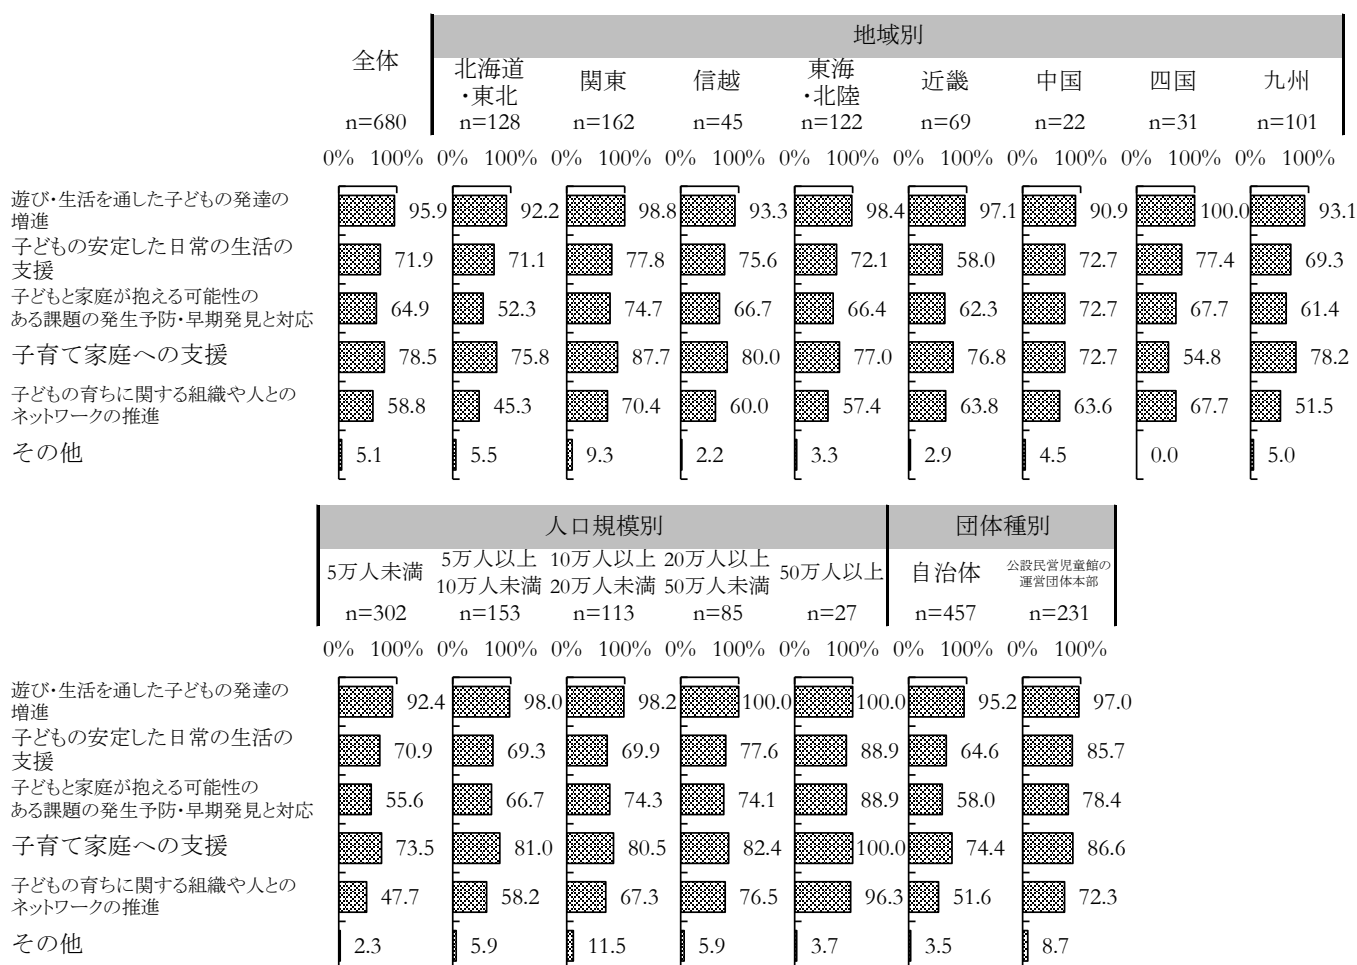 地域別
全体 北海道・東北 関東 信越 東海・北陸 近畿 中国 四国 九州
n=680 n=128 n=162 n=45 n=122 n=69 n=22 n=31 n=101
0% 100% 0% 100% 0% 100% 0% 100% 0% 100% 0% 100% 0% 100% 0% 100% 0% 100%
遊び・生活を通した子どもの発達の
増進
95.9 92.2 98.8 93.3 98.4 97.1 90.9 100.0 93.1
子どもの安定した日常の生活の
支援
71.9 71.1 77.8 75.6 72.1 58.0 72.7 77.4 69.3
子どもと家庭が抱える可能性の
ある課題の発生予防・早期発見と対応
64.9 52.3 74.7 66.7 66.4 62.3 72.7 67.7 61.4
子育て家庭への支援 78.5 75.8 87.7 80.0 77.0 76.8 72.7 54.8 78.2
子どもの育ちに関する組織や人との
ネットワークの推進
58.8 45.3 70.4 60.0 57.4 63.8 63.6 67.7 51.5
その他 5.1 5.5 9.3 2.2 3.3 2.9 4.5 0.0 5.0
人口規模別 団体種別
5万人未満 5万人以上10万人未満 10万人以上20万人未満 20万人以上50万人未満 50万人以上 自治体 公設民営児童館の運営団体本部
n=302 n=153 n=113 n=85 n=27 n=457 n=231
0% 100% 0% 100% 0% 100% 0% 100% 0% 100% 0% 100% 0% 100%
遊び・生活を通した子どもの発達の
増進
92.4 98.0 98.2 100.0 100.0 95.2 97.0
子どもの安定した日常の生活の
支援
70.9 69.3 69.9 77.6 88.9 64.6 85.7
子どもと家庭が抱える可能性の
ある課題の発生予防・早期発見と対応
55.6 66.7 74.3 74.1 88.9 58.0 78.4
子育て家庭への支援 73.5 81.0 80.5 82.4 100.0 74.4 86.6
子どもの育ちに関する組織や人との
ネットワークの推進
47.7 58.2 67.3 76.5 96.3 51.6 72.3
その他 2.3 5.9 11.5 5.9 3.7 3.5 8.7